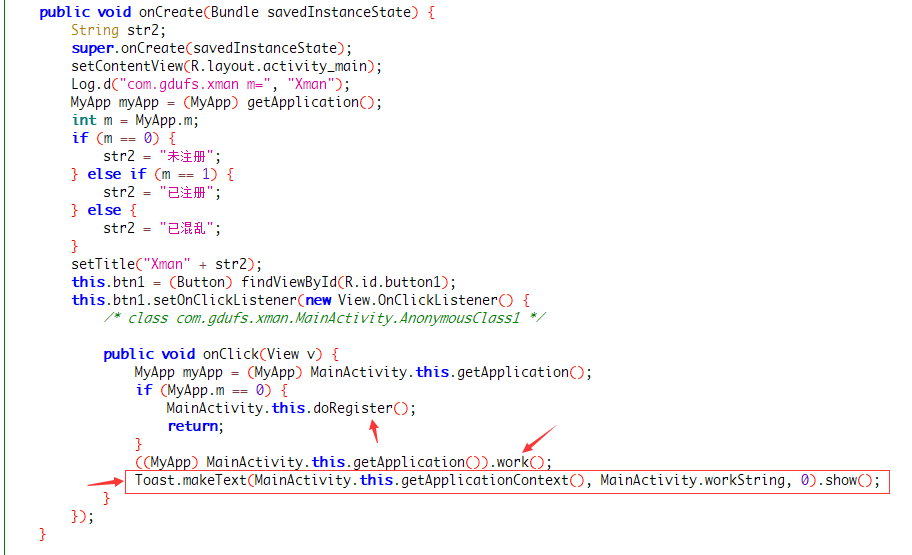 public void onCreate(Bundle savedInstanceState) {
String str2;
super.onCreate(savedInstanceState);
setContentView(R.layout.activity_main);
Log.d("com.gdufs.xman m=", "Xman");
MyApp myApp = (MyApp) getApplication();
int m = MyApp.m;
if (m == 0) {
str2 = "未注册";
} else if (m == 1) {
str2 = "已注册";
} else {
str2 = "已混乱";
}
setTitle("Xman" + str2);
this.btn1 = (Button) findViewById(R.id.button1);
this.btn1.setOnClickListener(new View.OnClickListener() {
/* class com.gdufs.xman.MainActivity.AnonymousClass1 */
public void onClick(View v) {
MyApp myApp = (MyApp) MainActivity.this.getApplication();
if (MyApp.m == 0) {
MainActivity.this.doRegister();
return;
}
((MyApp) MainActivity.this.getApplication()).work();
Toast.makeText(MainActivity.this.getApplicationContext(), MainActivity.workString, 0).show();
}
});
}